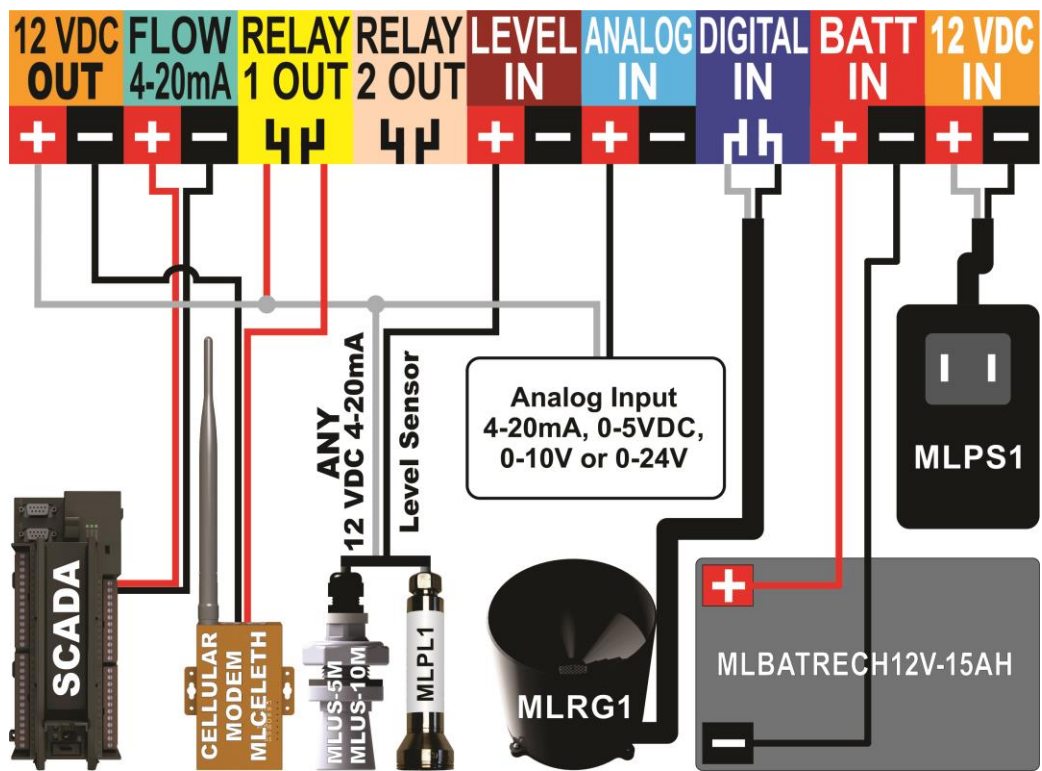 12 VDC
OUT
FLOW
4-20mA
RELAY
1 OUT
RELAY
2 OUT
LEVEL
IN
ANALOG
IN
DIGITAL
IN
BATT
IN
12 VDC
IN
+ −
+ −
+ −
+ −
+ −
+ −
ANY
12 VDC 4-20mA
Level Sensor
Analog Input
4-20mA, 0-5VDC,
0-10V or 0-24V
MLPS1
SCADA
CELLULAR
MODEM
MLCELETH
MLUS-5M
MLUS-10M
MLPL1
MLRG1
+
MLBATRECH12V-15AH
−